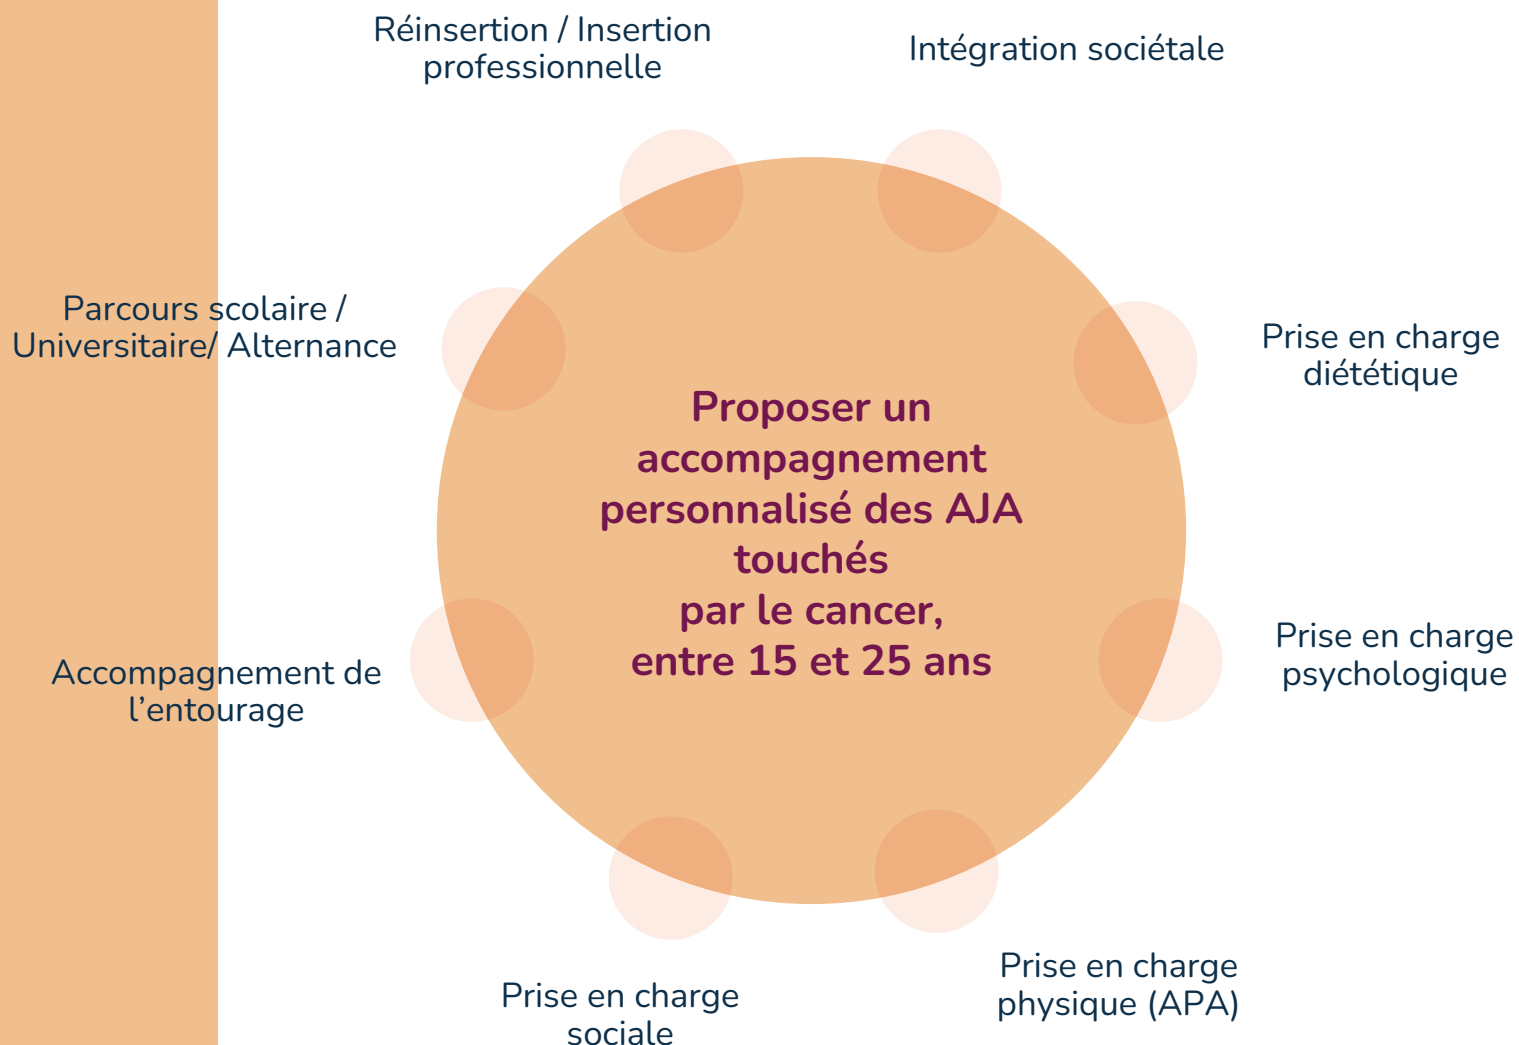 Réinsertion / Insertion
professionnelle
Intégration sociétale
Parcours scolaire /
Universitaire/ Alternance
Prise en charge
diététique
Proposer un
accompagnement
personnalisé des AJA
touchés
par le cancer,
entre 15 et 25 ans
Accompagnement de
l’entourage
Prise en charge
psychologique
Prise en charge
sociale
Prise en charge
physique (APA)